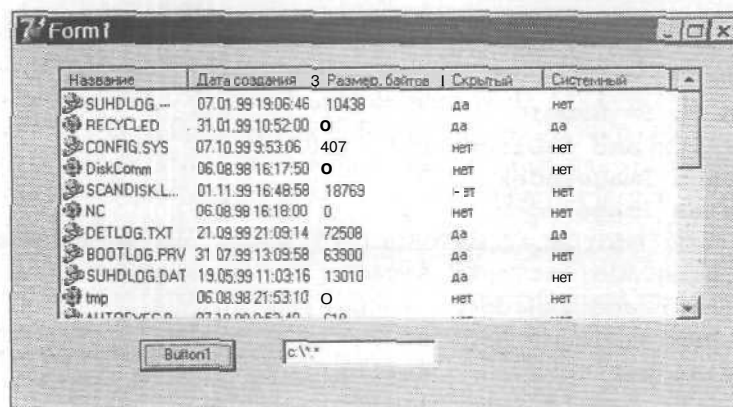 Form1
Название Дата создания З Размер, байтов I Скрытый Системный
SUHDLOG.-- 07.01.99 19:06:46 10438 да нет
RECYCLED 31.01.99 10:52:00 0 да да
CONFIG.SYS 07.10.99 9:53:06 407 нет нет
DiskComm 06.08.98 16:17:50 0 нет нет
SCANDISK.L... 01.11.99 16:48:58 18769 нет
NC 06.08.98 16:18:00 0 нет нет
DETLOG.TXT 21.09.99 21:09:14 72508 да да
BOOTLOG.PRV 31.07.99 13:09:58 63900 да нет
SUHDLOG.DAT 19.05.99 11:03:16 13010 да нет
tmp 06.08.98 21:53:10 0 нет нет
Button1 c:\*.*